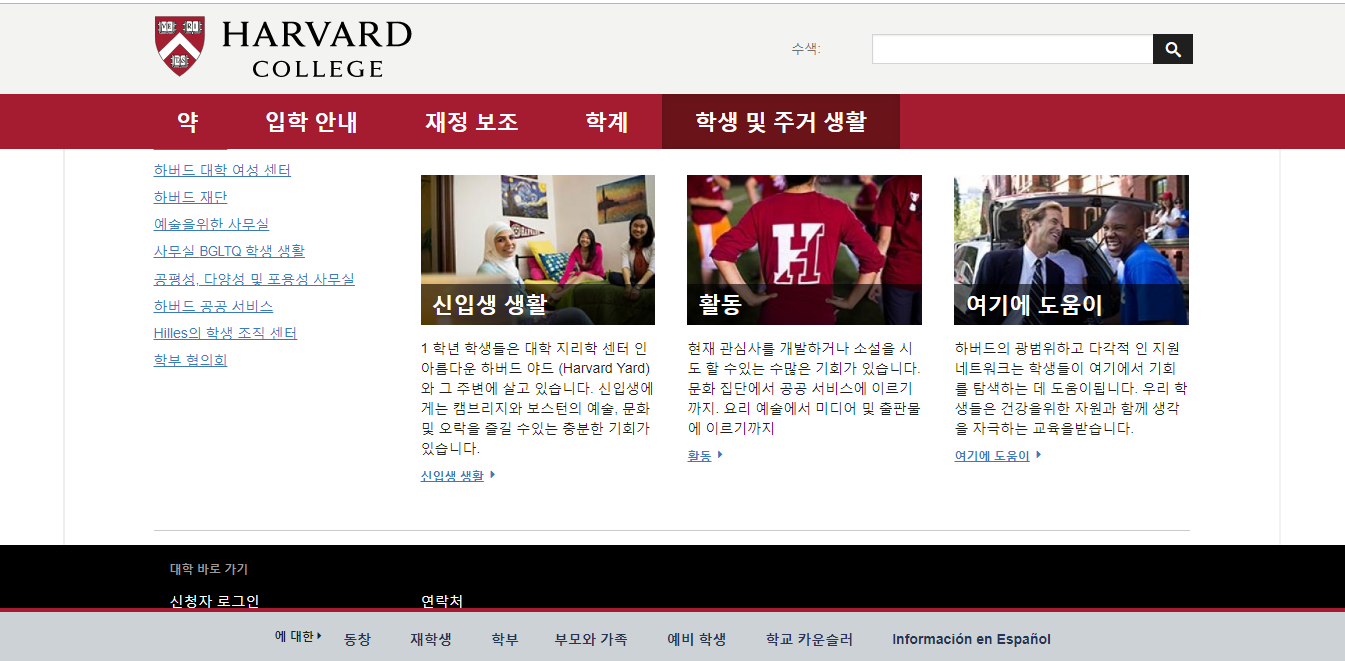 HARVARD
COLLEGE
수색:
약 입학 안내 재정 보조 학계 학생 및 주거 생활
하버드 대학 여성 센터
하버드 재단
예술을위한 사무실
사무실 BGLTQ 학생 생활
공평성, 다양성 및 포용성 사무실
하버드 공공 서비스
Hilles의 학생 조직 센터
학부 협의회
신입생 생활
1 학년 학생들은 대학 지리학 센터 인
아름다운 하버드 야드 (Harvard Yard)
와 그 주변에 살고 있습니다. 신입생에
게는 캠브리지와 보스턴의 예술, 문화
및 오락을 즐길 수있는 충분한 기회가
있습니다.
신입생 생활
H
활동
현재 관심사를 개발하거나 소설을 시
도 할 수있는 수많은 기회가 있습니다.
문화 집단에서 공공 서비스에 이르기
까지. 요리 예술에서 미디어 및 출판물
에 이르기까지
활동
여기에 도움이
하버드의 광범위하고 다각적 인 지원
네트워크는 학생들이 여기에서 기회
를 탐색하는 데 도움이됩니다. 우리 학
생들은 건강을위한 자원과 함께 생각
을 자극하는 교육을받습니다.
여기에 도움이
대학 바로 가기
신청자 로그인 연락처
에 대한 동창 재학생 학부 부모와 가족 예비 학생 학교 카운슬러 Información en Español